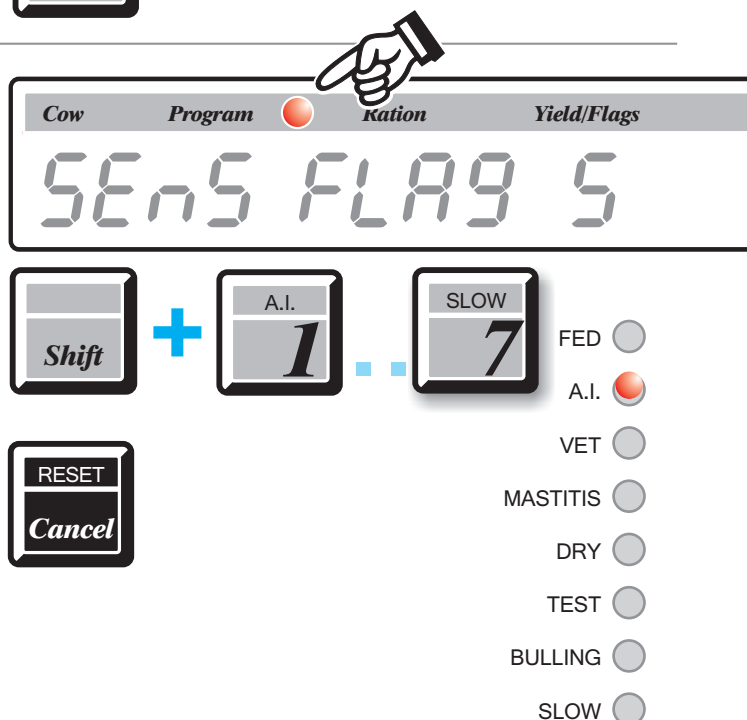 Cow Program Ration Yield/Flags
SEnS FLAg S
Shift + A.I. 1 .. SLOW 7
FED
A.I.
VET
MASTITIS
RESET
Cancel
DRY
TEST
BULLING
SLOW